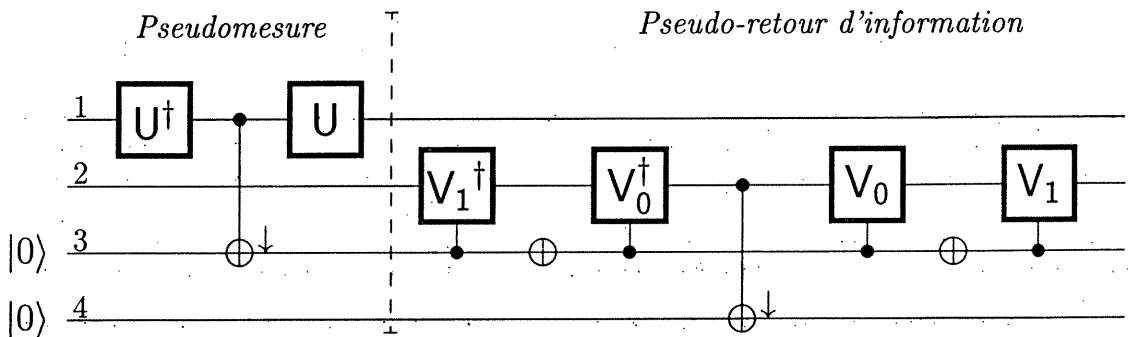 Pseudomesure
Pseudo-retour d'information
1 U† U
2 V₁† V₀† V₀ V₁
|0⟩ 3 ↓
|0⟩ 4 ↓